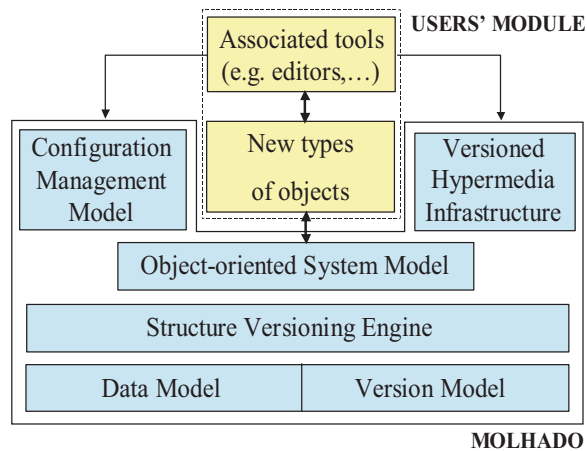 USERS' MODULE
Associated tools
(e.g. editors,...)
Configuration
Management
Model
New types
of objects
Versioned
Hypermedia
Infrastructure
Object-oriented System Model
Structure Versioning Engine
Data Model
Version Model
MOLHADO